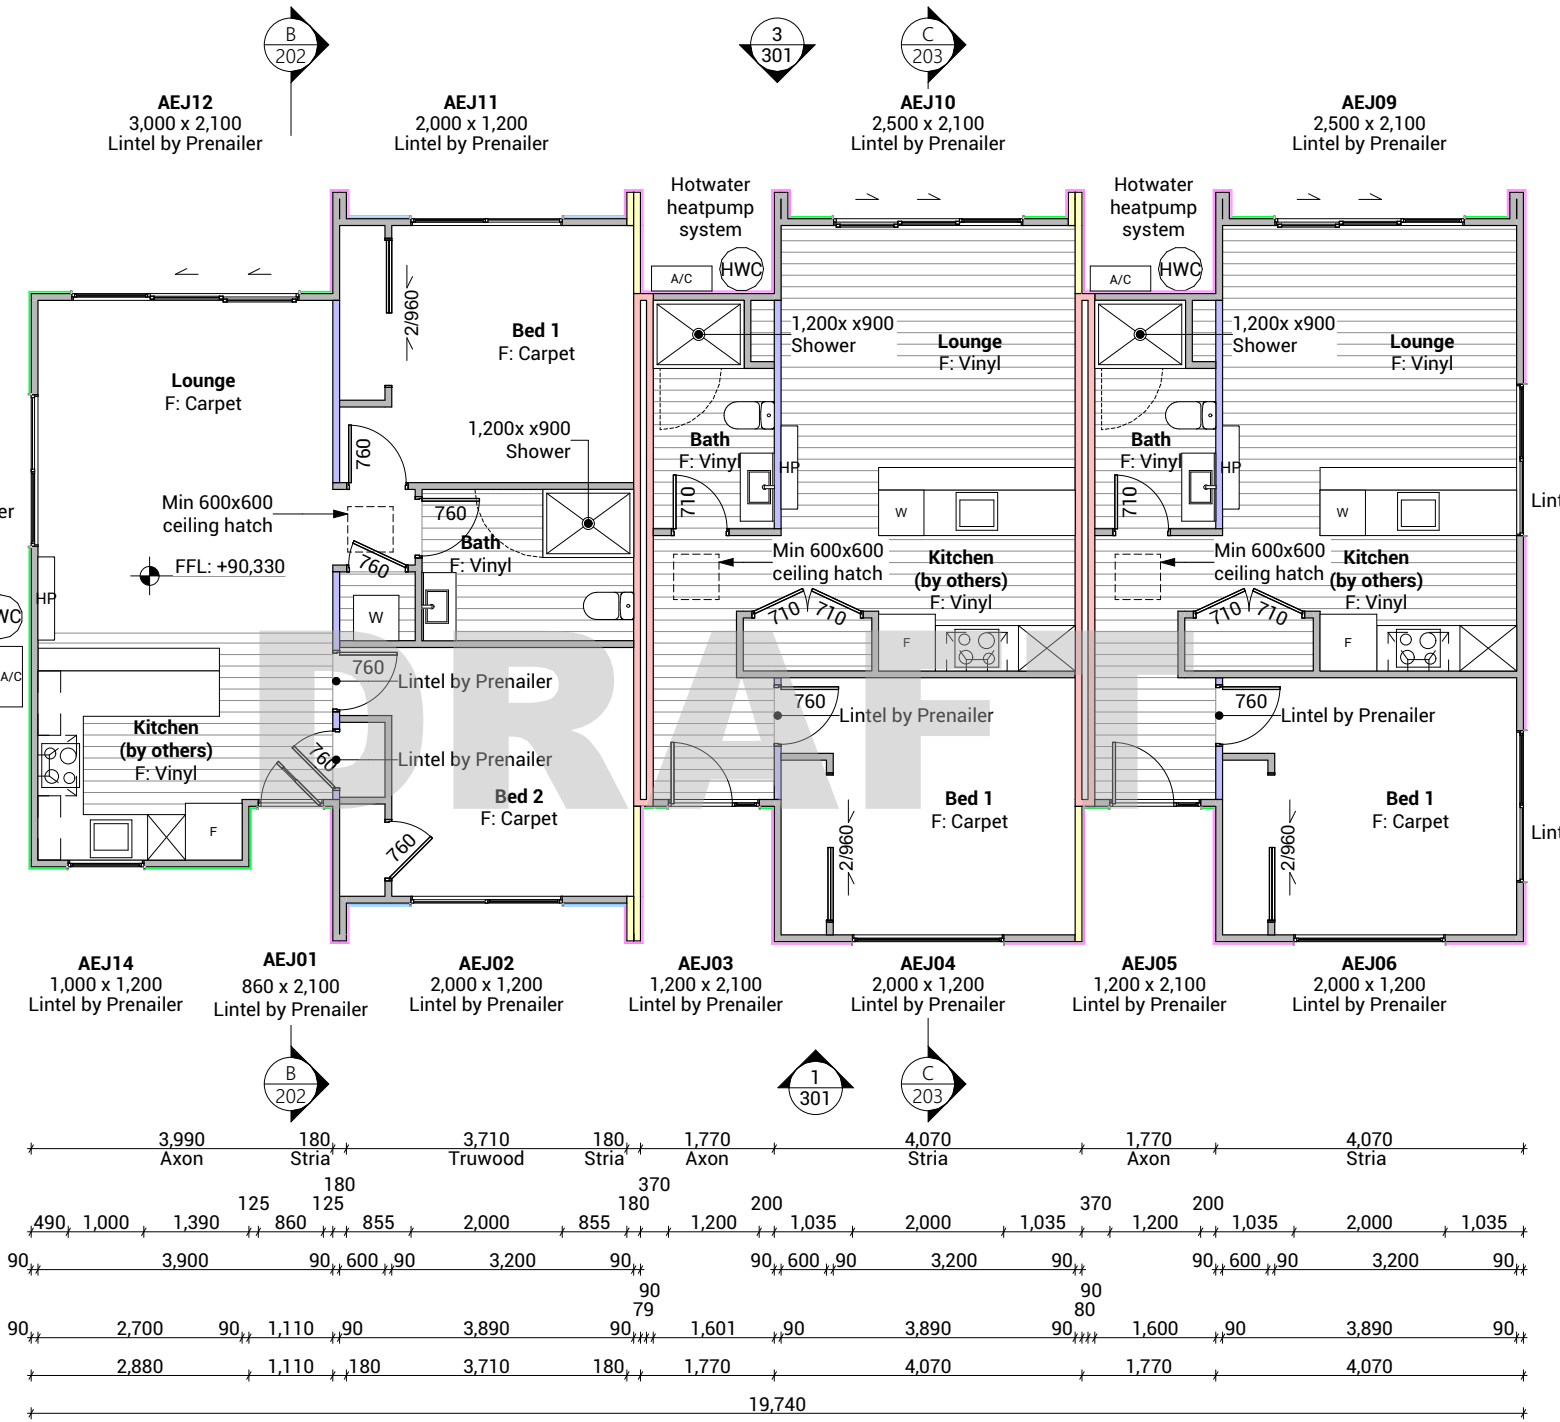 B
202
3
301
C
203
AEJ12
3,000 x 2,100
Lintel by Prenailer
AEJ11
2,000 x 1,200
Lintel by Prenailer
AEJ10
2,500 x 2,100
Lintel by Prenailer
AEJ09
2,500 x 2,100
Lintel by Prenailer
Hotwater
heatpump
system
Hotwater
heatpump
system
A/C
HWC
A/C
HWC
2/960
Bed 1
F: Carpet
1,200x x900
Shower
Lounge
F: Vinyl
1,200x x900
Shower
Lounge
F: Vinyl
Lounge
F: Carpet
1,200x x900
Shower
760
Bath
F: Vinyl
HP
Bath
F: Vinyl
HP
Min 600x600
ceiling hatch
760
710
W
710
W
er
Lint
Bath
F: Vinyl
760
FFL: +90,330
Min 600x600
ceiling hatch
Kitchen
(by others)
F: Vinyl
Min 600x600
ceiling hatch
Kitchen
(by others)
F: Vinyl
HP
WC
W
710
710
F
710
710
F
DRAFT
A/C
760
Lintel by Prenailer
760
Lintel by Prenailer
760
Lintel by Prenailer
Kitchen
(by others)
F: Vinyl
760
Lintel by Prenailer
Bed 2
F: Carpet
Bed 1
F: Carpet
Bed 1
F: Carpet
F
760
2/960
2/960
Lint
AEJ14
1,000 x 1,200
Lintel by Prenailer
AEJ01
860 x 2,100
Lintel by Prenailer
AEJ02
2,000 x 1,200
Lintel by Prenailer
AEJ03
1,200 x 2,100
Lintel by Prenailer
AEJ04
2,000 x 1,200
Lintel by Prenailer
AEJ05
1,200 x 2,100
Lintel by Prenailer
AEJ06
2,000 x 1,200
Lintel by Prenailer
B
202
1
301
C
203
3,990 180 3,710 180 1,770 4,070 1,770 4,070
Axon Stria Truwood Stria Axon Stria Axon Stria
180 370
125 125 180 200 370 200
490 1,000 1,390 860 855 2,000 855 1,200 1,035 2,000 1,035 1,200 1,035 2,000 1,035
90 3,900 90 600 90 3,200 90 90 600 90 3,200 90 90 600 90 3,200 90
90 90
79 80
90 2,700 90 1,110 90 3,890 90 1,601 90 3,890 90 1,600 90 3,890 90
2,880 1,110 180 3,710 180 1,770 4,070 1,770 4,070
19,740